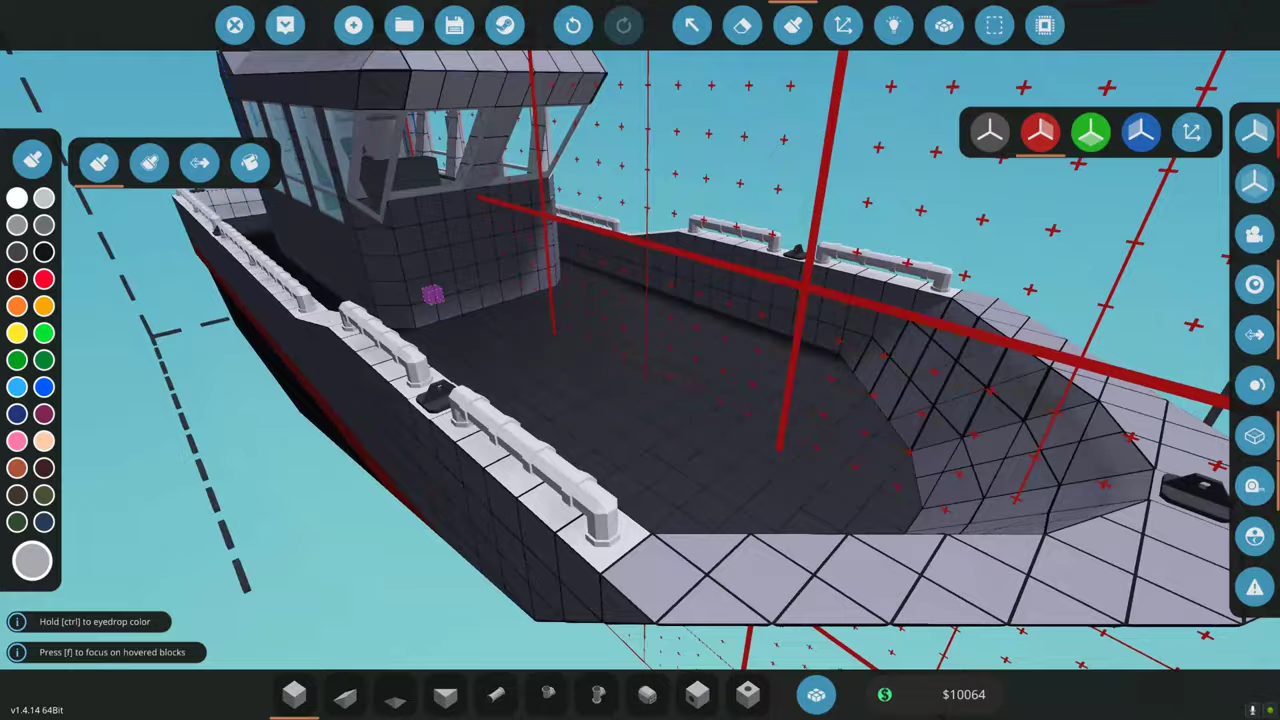 Hold [ctrl] to eyedrop color
Press [f] to focus on hovered blocks
$10064
v1.4.14 64Bit